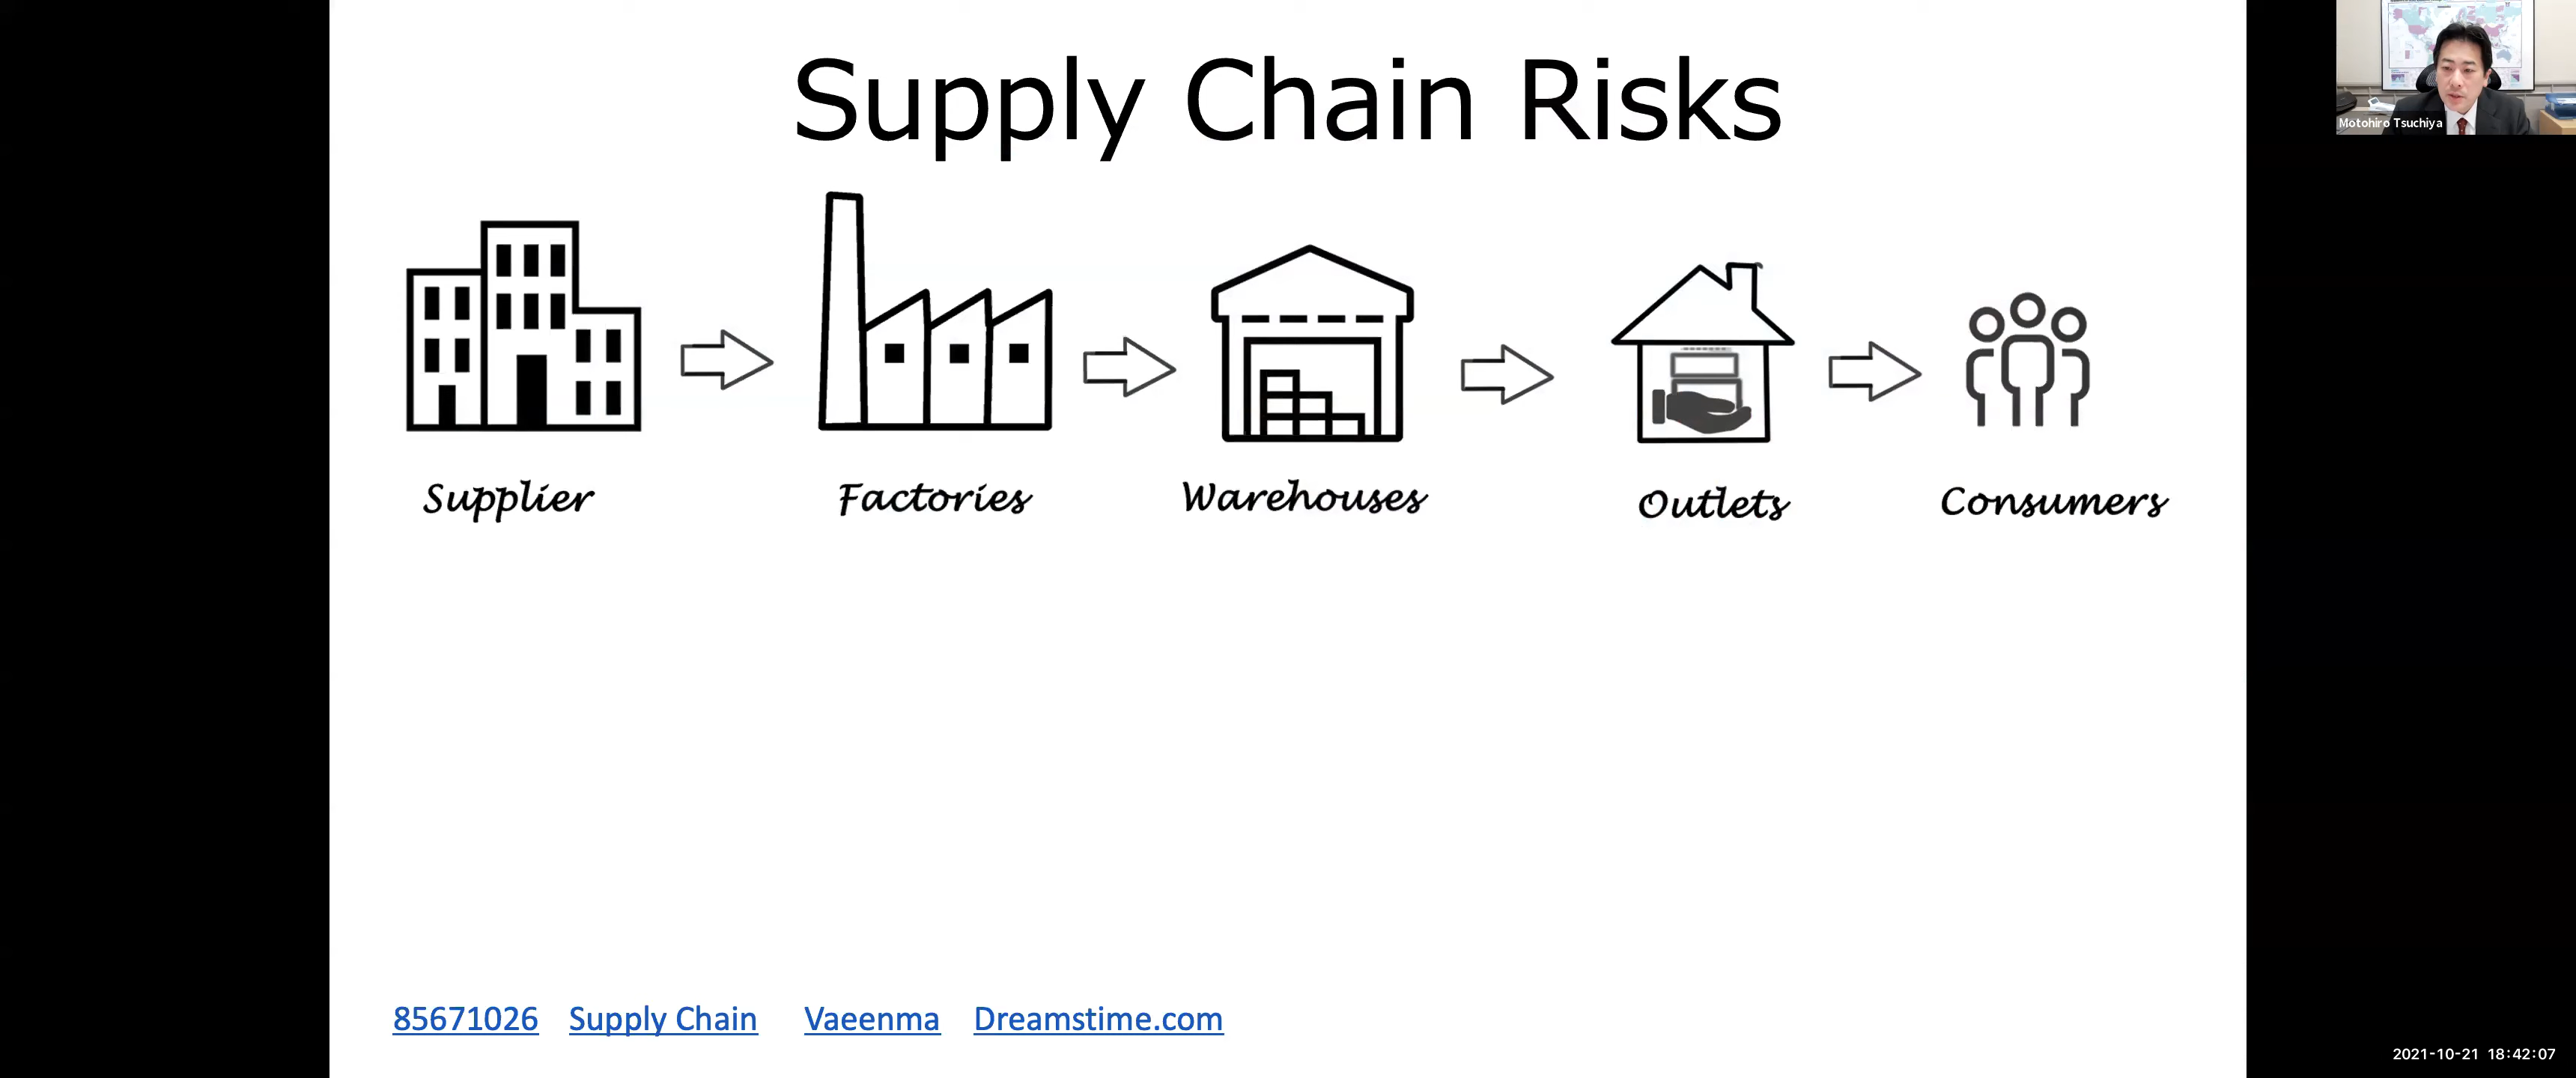 Supply Chain Risks
Motohiro Tsuchiya
Supplier Factories Warehouses Outlets Consumers
85671026 Supply Chain Vaeenma Dreamstime.com
2021-10-21 18:42:07